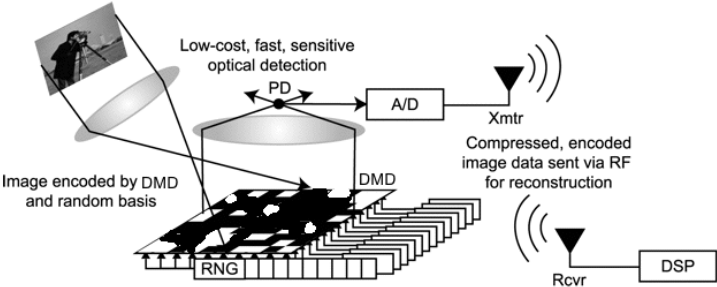 Low-cost, fast, sensitive
optical detection
PD
A/D
Xmtr
Compressed, encoded
image data sent via RF
for reconstruction
Image encoded by DMD
and random basis
DMD
RNG
Rcvr
DSP